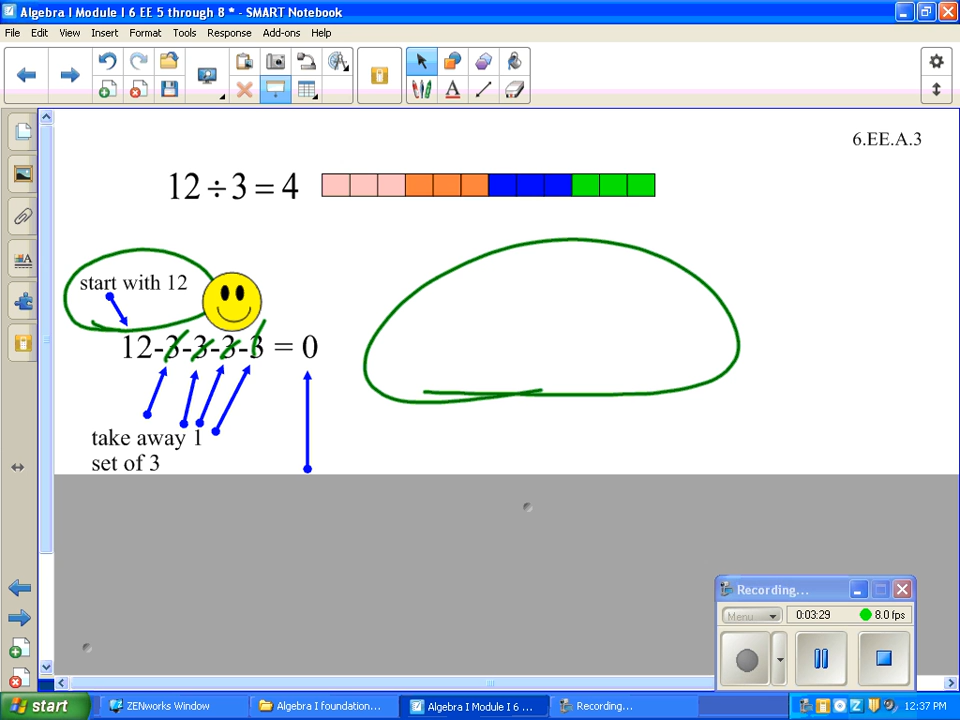 Algebra I Module I 6 EE 5 through 8 * - SMART Notebook
File Edit View Insert Format Tools Response Add-ons Help
6.EE.A.3
12 ÷ 3 = 4
start with 12
12-3-3-3-3 = 0
take away 1
set of 3
Recording...
Menu 0:03:29 8.0 fps
start ZENworks Window Algebra I foundation... Algebra I Module I 6 ... Recording... 12:37 PM